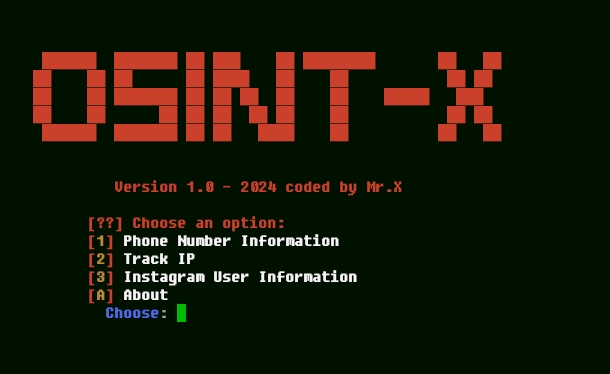 OSINT-X
Version 1.0 - 2024 coded by Mr.X
[??] Choose an option:
[1] Phone Number Information
[2] Track IP
[3] Instagram User Information
[A] About
Choose: